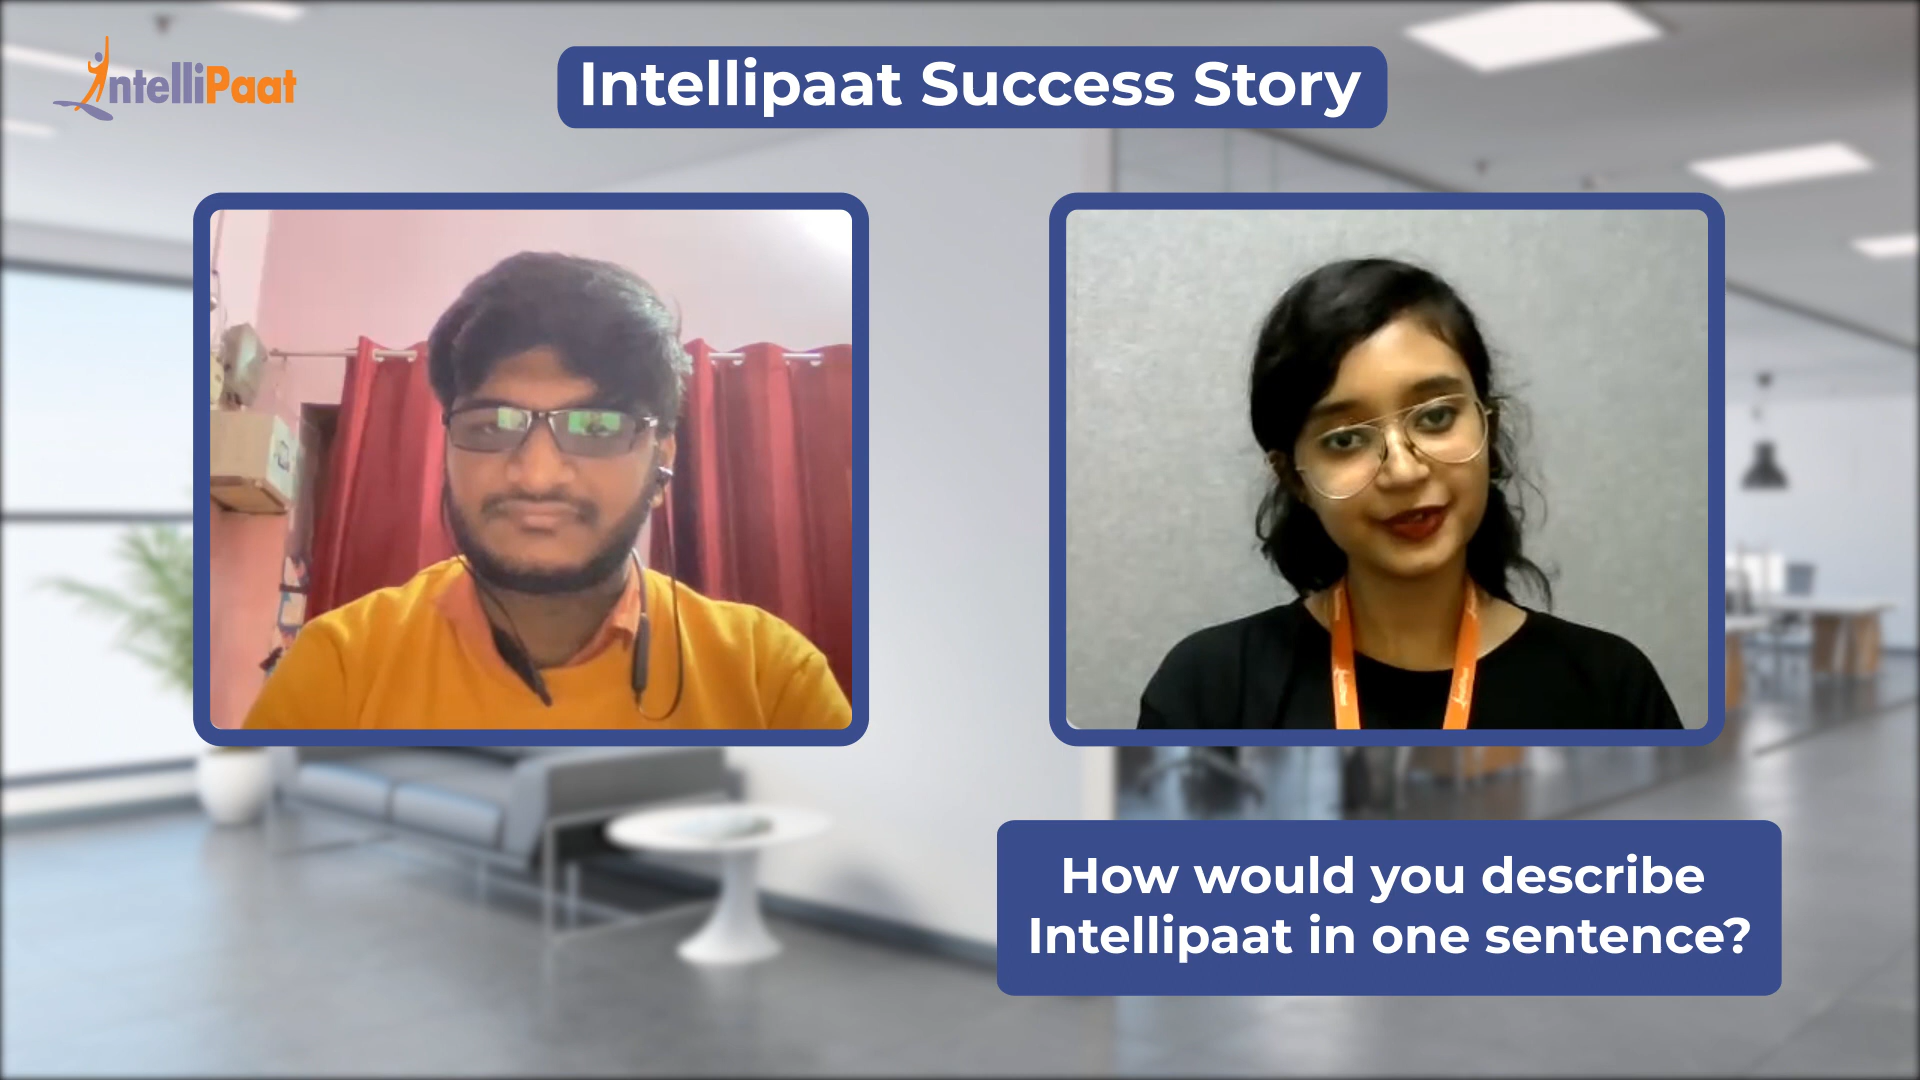 IntelliPaat
Intellipaat Success Story
How would you describe
Intellipaat in one sentence?